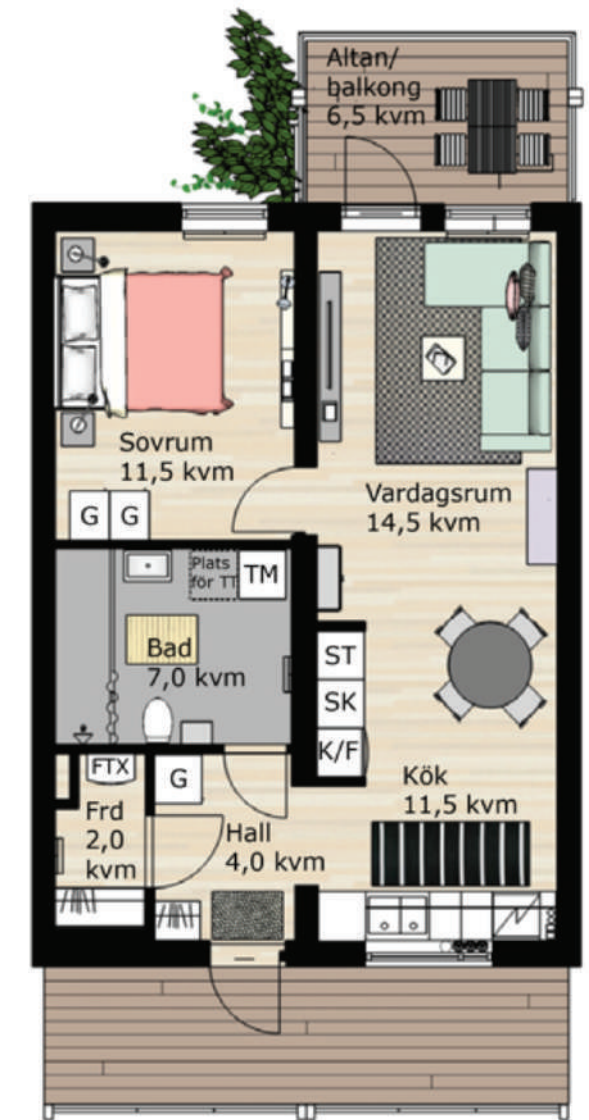 Altan/
balkong
6,5 kvm
Sovrum
11,5 kvm
G G
Vardagsrum
14,5 kvm
Plats
för TT
TM
Bad
7,0 kvm
ST
SK
K/F
FTX
G
Kök
11,5 kvm
Frd
2,0
kvm
Hall
4,0 kvm